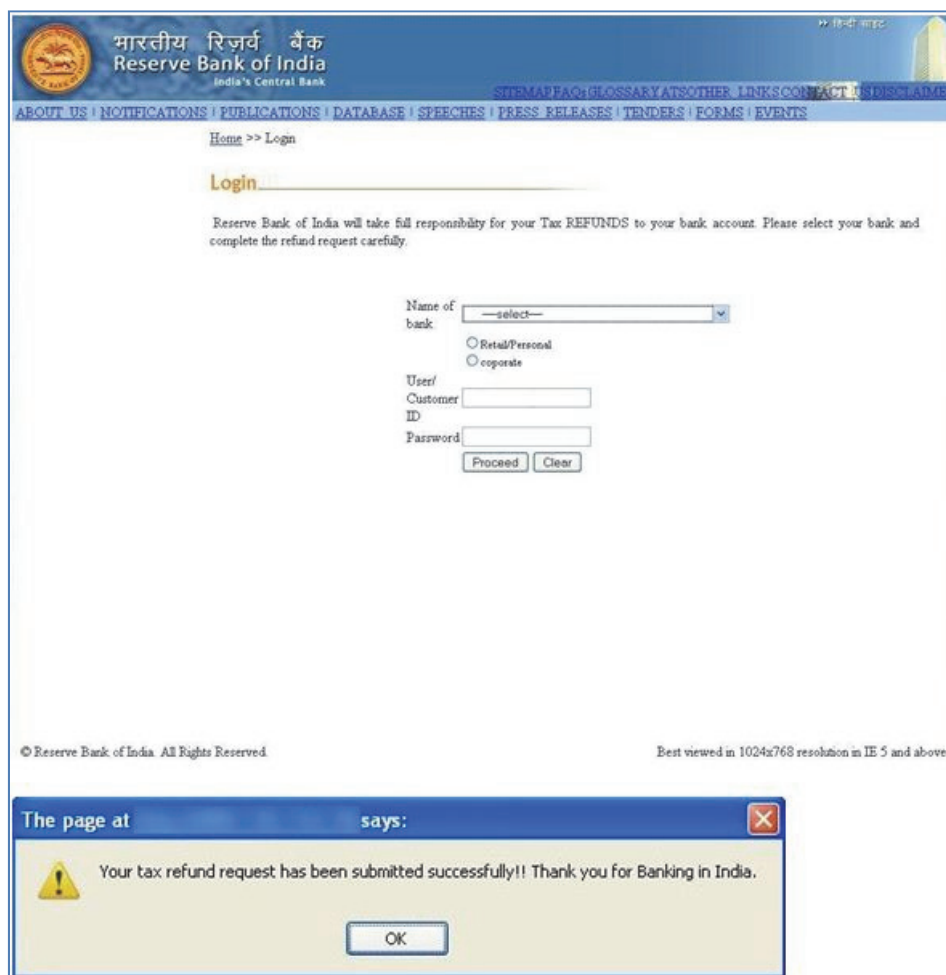 ▸▸ हिन्दी साइट
भारतीय रिज़र्व बैंक
Reserve Bank of India
India's Central Bank
SITEMAP FAQs GLOSSARY ATSOTHER LINKS CONTACT US DISCLAIME
ABOUT US | NOTIFICATIONS | PUBLICATIONS | DATABASE | SPEECHES | PRESS RELEASES | TENDERS | FORMS | EVENTS
Home >> Login
Login
Reserve Bank of India will take full responsibility for your Tax REFUNDS to your bank account. Please select your bank and
complete the refund request carefully.
Name of
bank
—select—
Retail/Personal
coporate
User/
Customer
ID
Password
Proceed Clear
© Reserve Bank of India. All Rights Reserved.
Best viewed in 1024x768 resolution in IE 5 and above
The page at says:
Your tax refund request has been submitted successfully!! Thank you for Banking in India.
OK